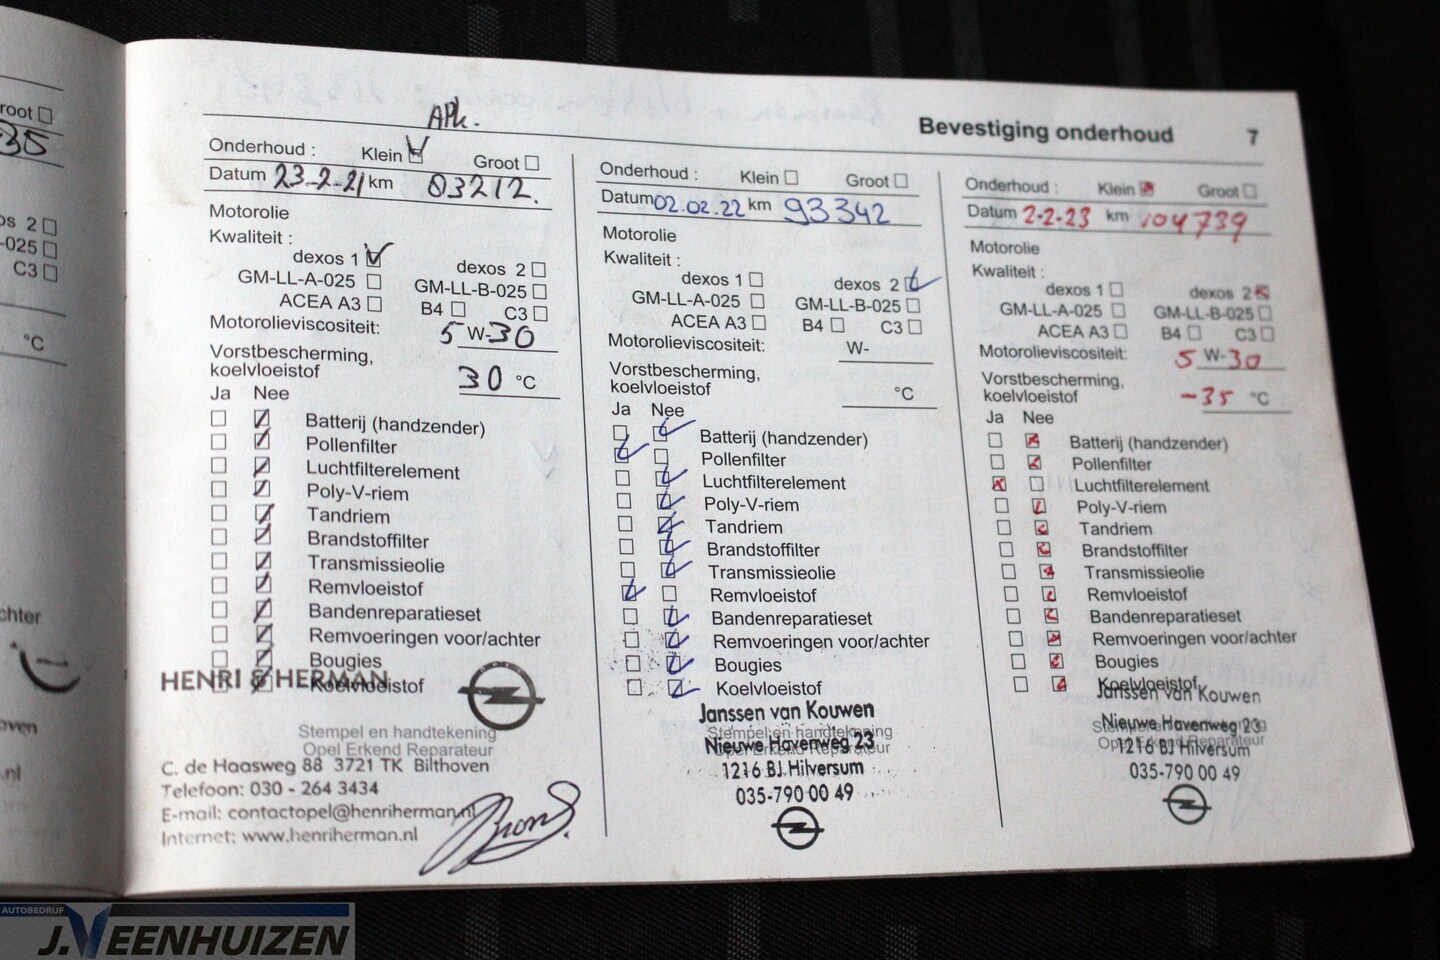 root
35
os 2
-025
C3
°C
chter
oven
.nl
Bevestiging onderhoud 7
APK.
Onderhoud : Klein Groot
Datum 23-2-21 km 83212.
Motorolie
Kwaliteit :
dexos 1 dexos 2
GM-LL-A-025 GM-LL-B-025
ACEA A3 B4 C3
Motorolieviscositeit: 5 W-30
Vorstbescherming,
koelvloeistof 30 °C
Ja Nee
Batterij (handzender)
Pollenfilter
Luchtfilterelement
Poly-V-riem
Tandriem
Brandstoffilter
Transmissieolie
Remvloeistof
Bandenreparatieset
Remvoeringen voor/achter
Bougies
Koelvloeistof
HENRI & HERMAN
Stempel en handtekening
Opel Erkend Reparateur
C. de Haasweg 88 3721 TK Bilthoven
Telefoon: 030 - 264 3434
E-mail: contactopel@henriherman.nl
Internet: www.henriherman.nl
Onderhoud : Klein Groot
Datum 02.02.22 km 93342
Motorolie
Kwaliteit :
dexos 1 dexos 2
GM-LL-A-025 GM-LL-B-025
ACEA A3 B4 C3
Motorolieviscositeit: W-
Vorstbescherming,
koelvloeistof °C
Ja Nee
Batterij (handzender)
Pollenfilter
Luchtfilterelement
Poly-V-riem
Tandriem
Brandstoffilter
Transmissieolie
Remvloeistof
Bandenreparatieset
Remvoeringen voor/achter
Bougies
Koelvloeistof
Janssen van Kouwen
Stempel en handtekening
Nieuwe Havenweg 23
Opel Erkend Reparateur
1216 BJ Hilversum
035-790 00 49
Onderhoud : Klein Groot
Datum 2-2-23 km 104739
Motorolie
Kwaliteit :
dexos 1 dexos 2
GM-LL-A-025 GM-LL-B-025
ACEA A3 B4 C3
Motorolieviscositeit: 5 W-30
Vorstbescherming,
koelvloeistof -35 °C
Ja Nee
Batterij (handzender)
Pollenfilter
Luchtfilterelement
Poly-V-riem
Tandriem
Brandstoffilter
Transmissieolie
Remvloeistof
Bandenreparatieset
Remvoeringen voor/achter
Bougies
Koelvloeistof
Janssen van Kouwen
Stempel en handtekening
Nieuwe Havenweg 23
Opel Erkend Reparateur
1216 BJ Hilversum
035-790 00 49
AUTOBEDRIJF
J. VEENHUIZEN